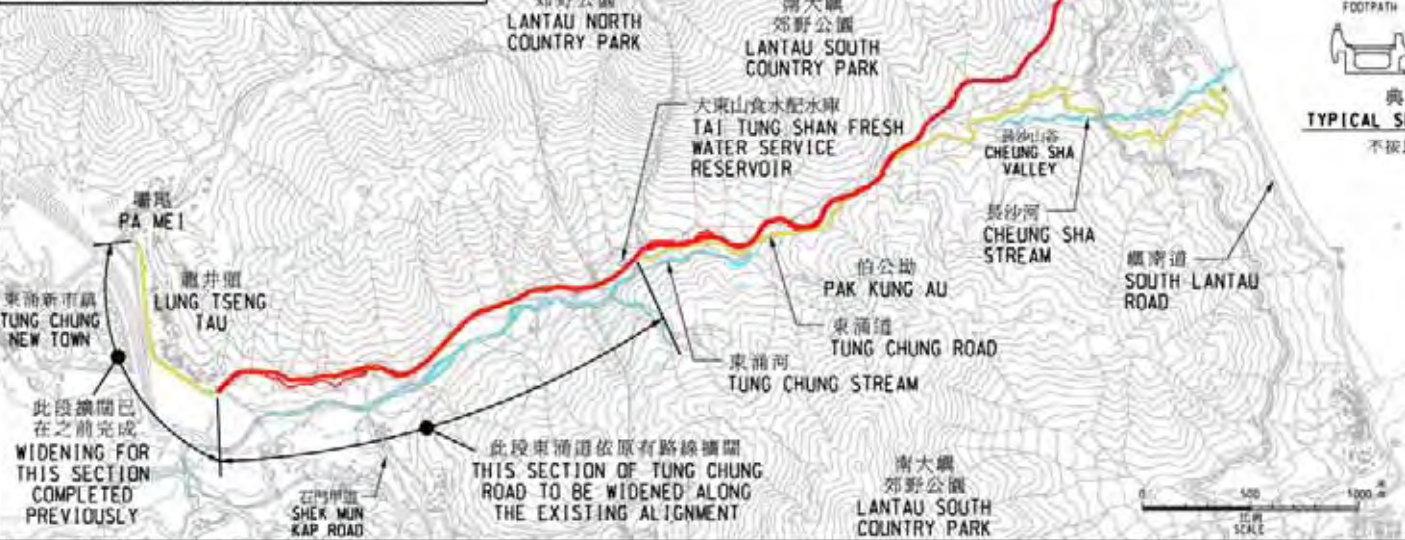 郊野公園
LANTAU NORTH
COUNTRY PARK
南大嶼
郊野公園
LANTAU SOUTH
COUNTRY PARK
FOOTPATH
典
TYPICAL
大東山食水配水庫
TAI TUNG SHAN FRESH
WATER SERVICE
RESERVOIR
長沙山谷
CHEUNG SHA
VALLEY
長沙河
CHEUNG SHA
STREAM
嶼南道
SOUTH LANTAU
ROAD
壩尾
PA MEI
龍井頭
LUNG TSENG
TAU
東涌新市鎮
TUNG CHUNG
NEW TOWN
伯公坳
PAK KUNG AU
東涌道
TUNG CHUNG ROAD
東涌河
TUNG CHUNG STREAM
此段擴闊已
在之前完成
WIDENING FOR
THIS SECTION
COMPLETED
PREVIOUSLY
此段東涌道依原有路線擴闊
THIS SECTION OF TUNG CHUNG
ROAD TO BE WIDENED ALONG
THE EXISTING ALIGNMENT
石門甲道
SHEK MUN
KAP ROAD
南大嶼
郊野公園
LANTAU SOUTH
COUNTRY PARK
0 500 1000
比例
SCALE